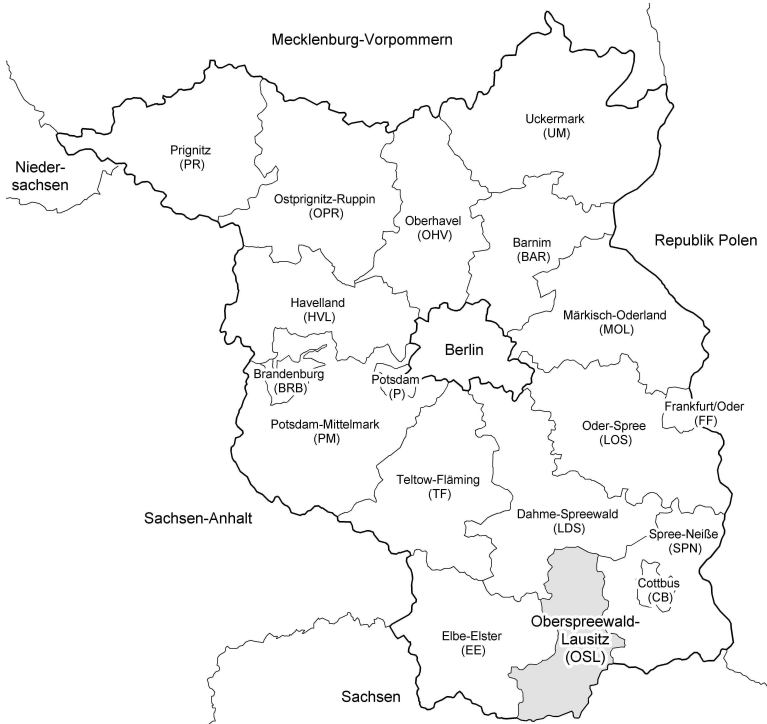 Mecklenburg-Vorpommern
Uckermark
(UM)
Prignitz
(PR)
Nieder-
sachsen
Ostprignitz-Ruppin
(OPR)
Oberhavel
(OHV)
Barnim
(BAR)
Republik Polen
Havelland
(HVL)
Märkisch-Oderland
(MOL)
Berlin
Brandenburg
(BRB)
Potsdam
(P)
Frankfurt/Oder
(FF)
Potsdam-Mittelmark
(PM)
Oder-Spree
(LOS)
Teltow-Fläming
(TF)
Sachsen-Anhalt
Dahme-Spreewald
(LDS)
Spree-Neiße
(SPN)
Cottbus
(CB)
Oberspreewald-
Lausitz
(OSL)
Elbe-Elster
(EE)
Sachsen